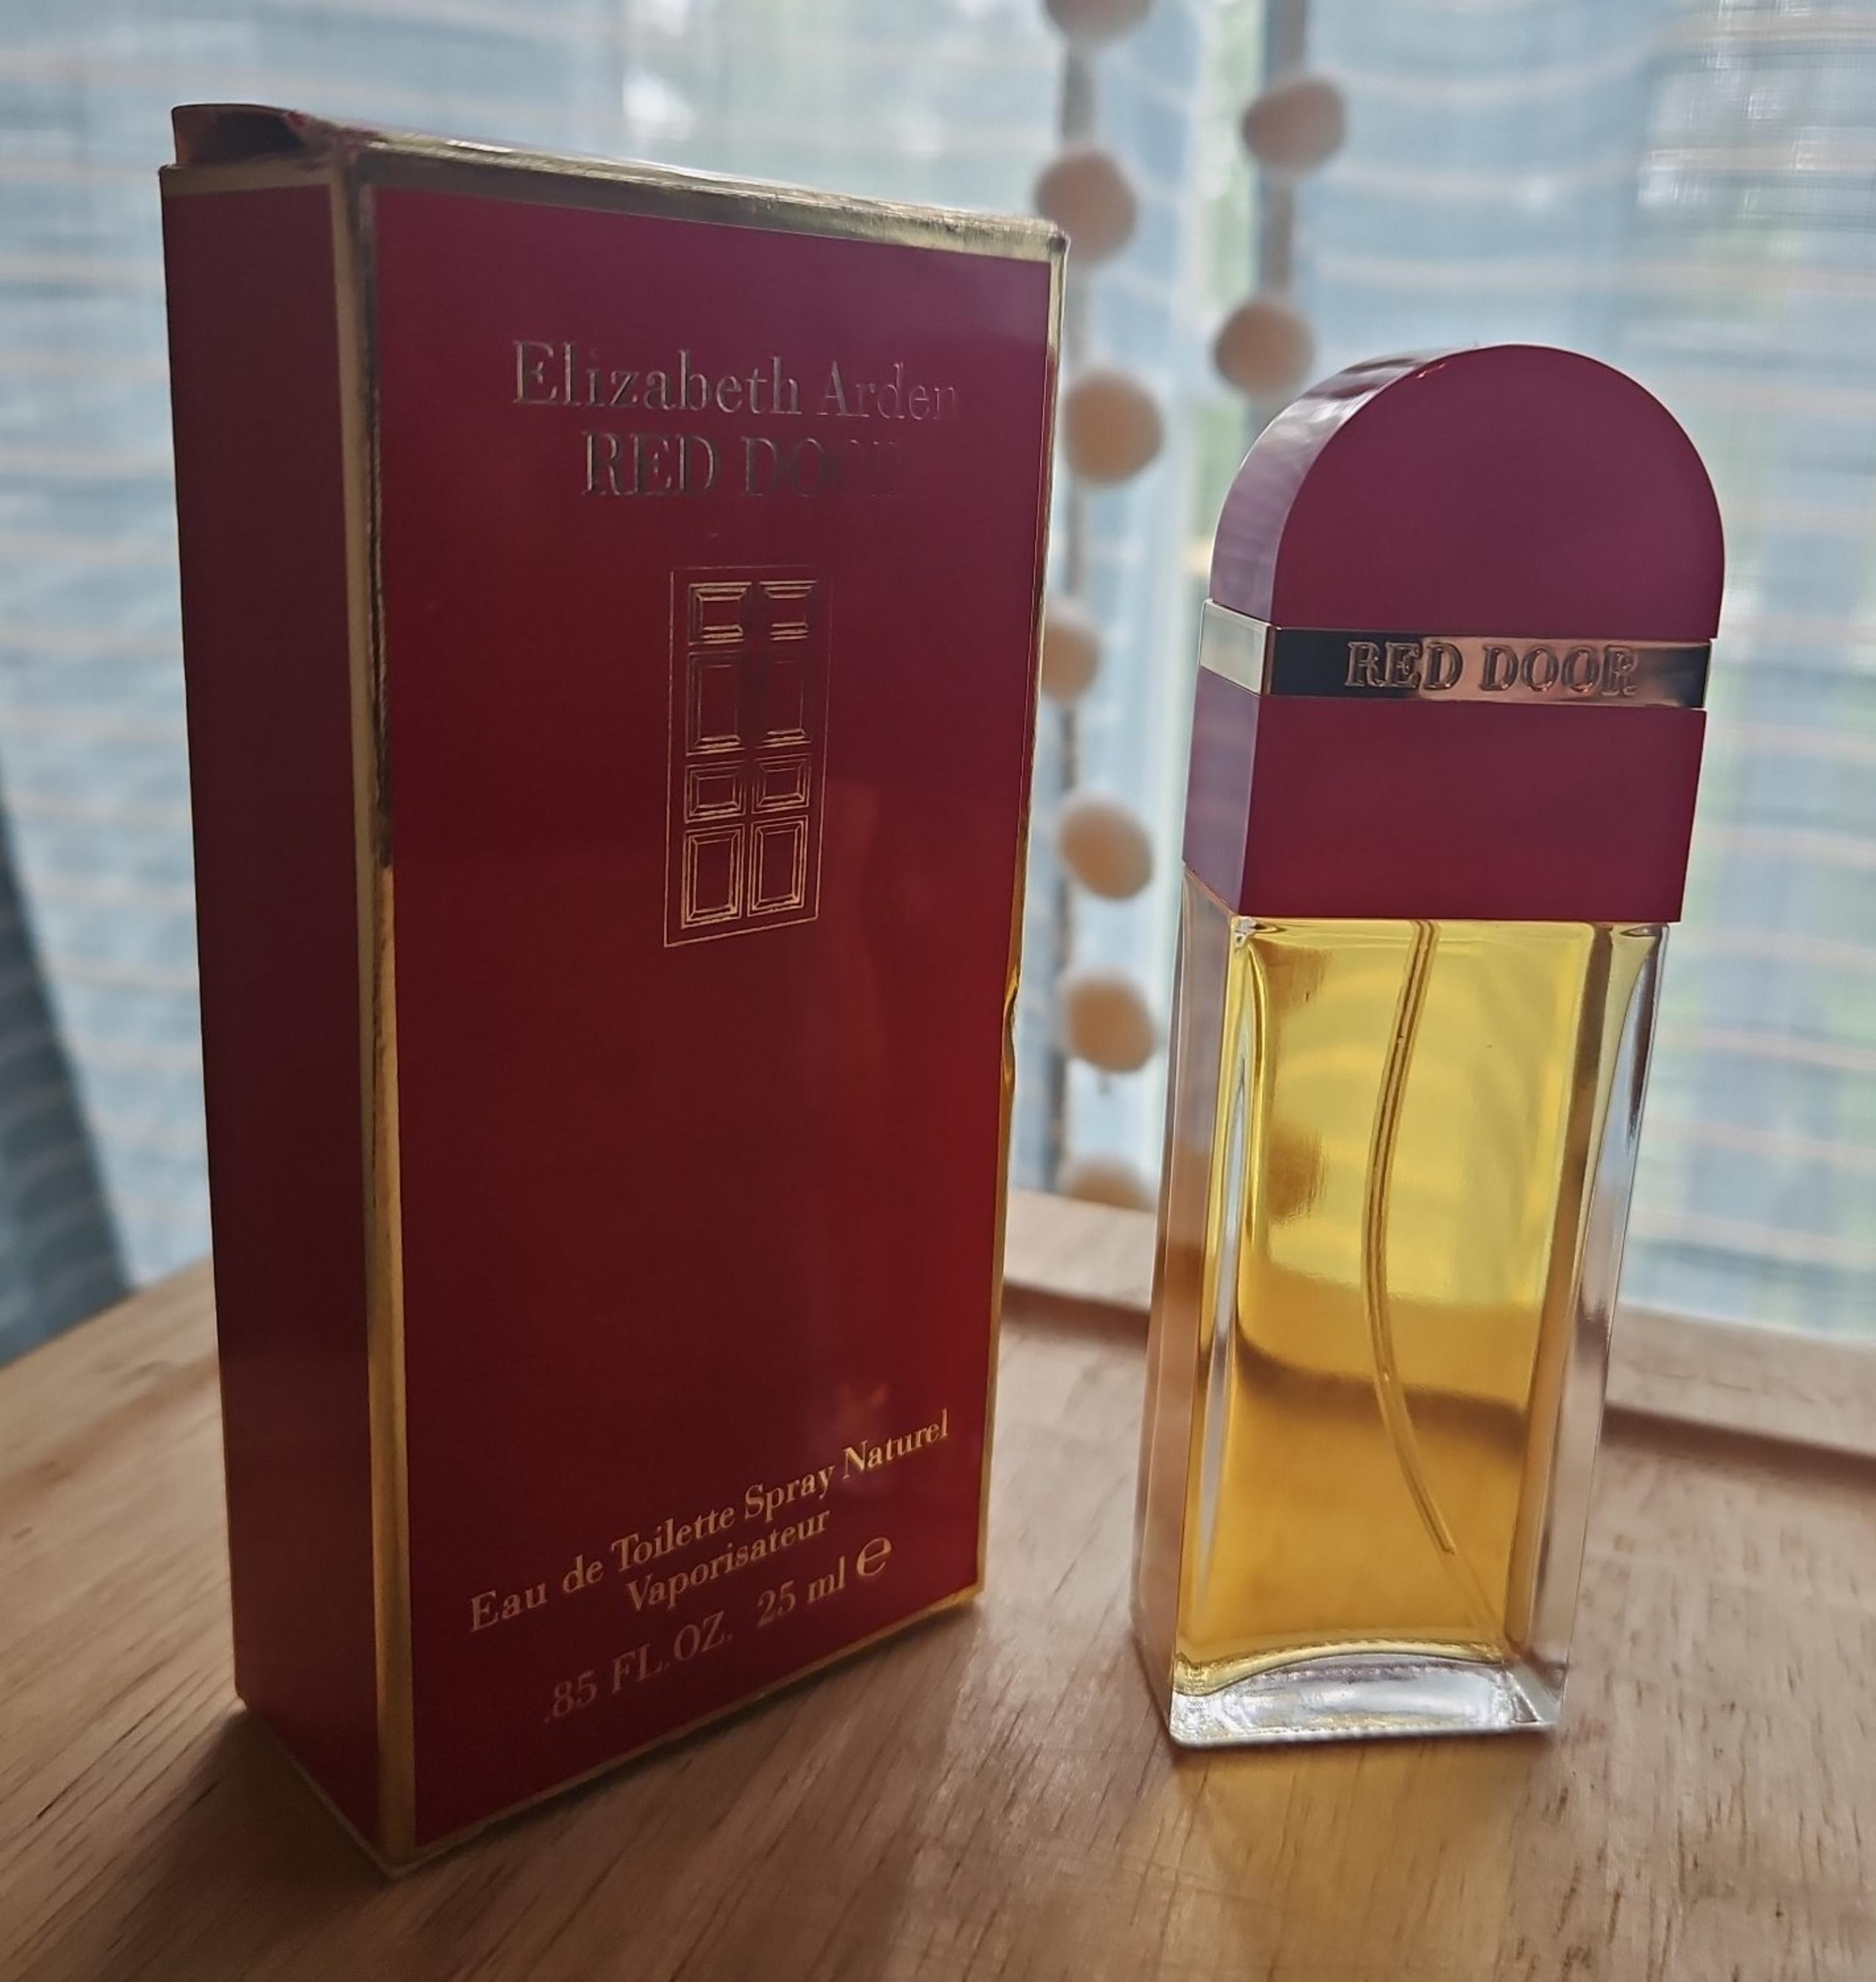 Elizabeth Arden
RED DOOR
Eau de Toilette Spray Naturel
Vaporisateur
.85 FL.OZ. 25 ml ℮
RED DOOR